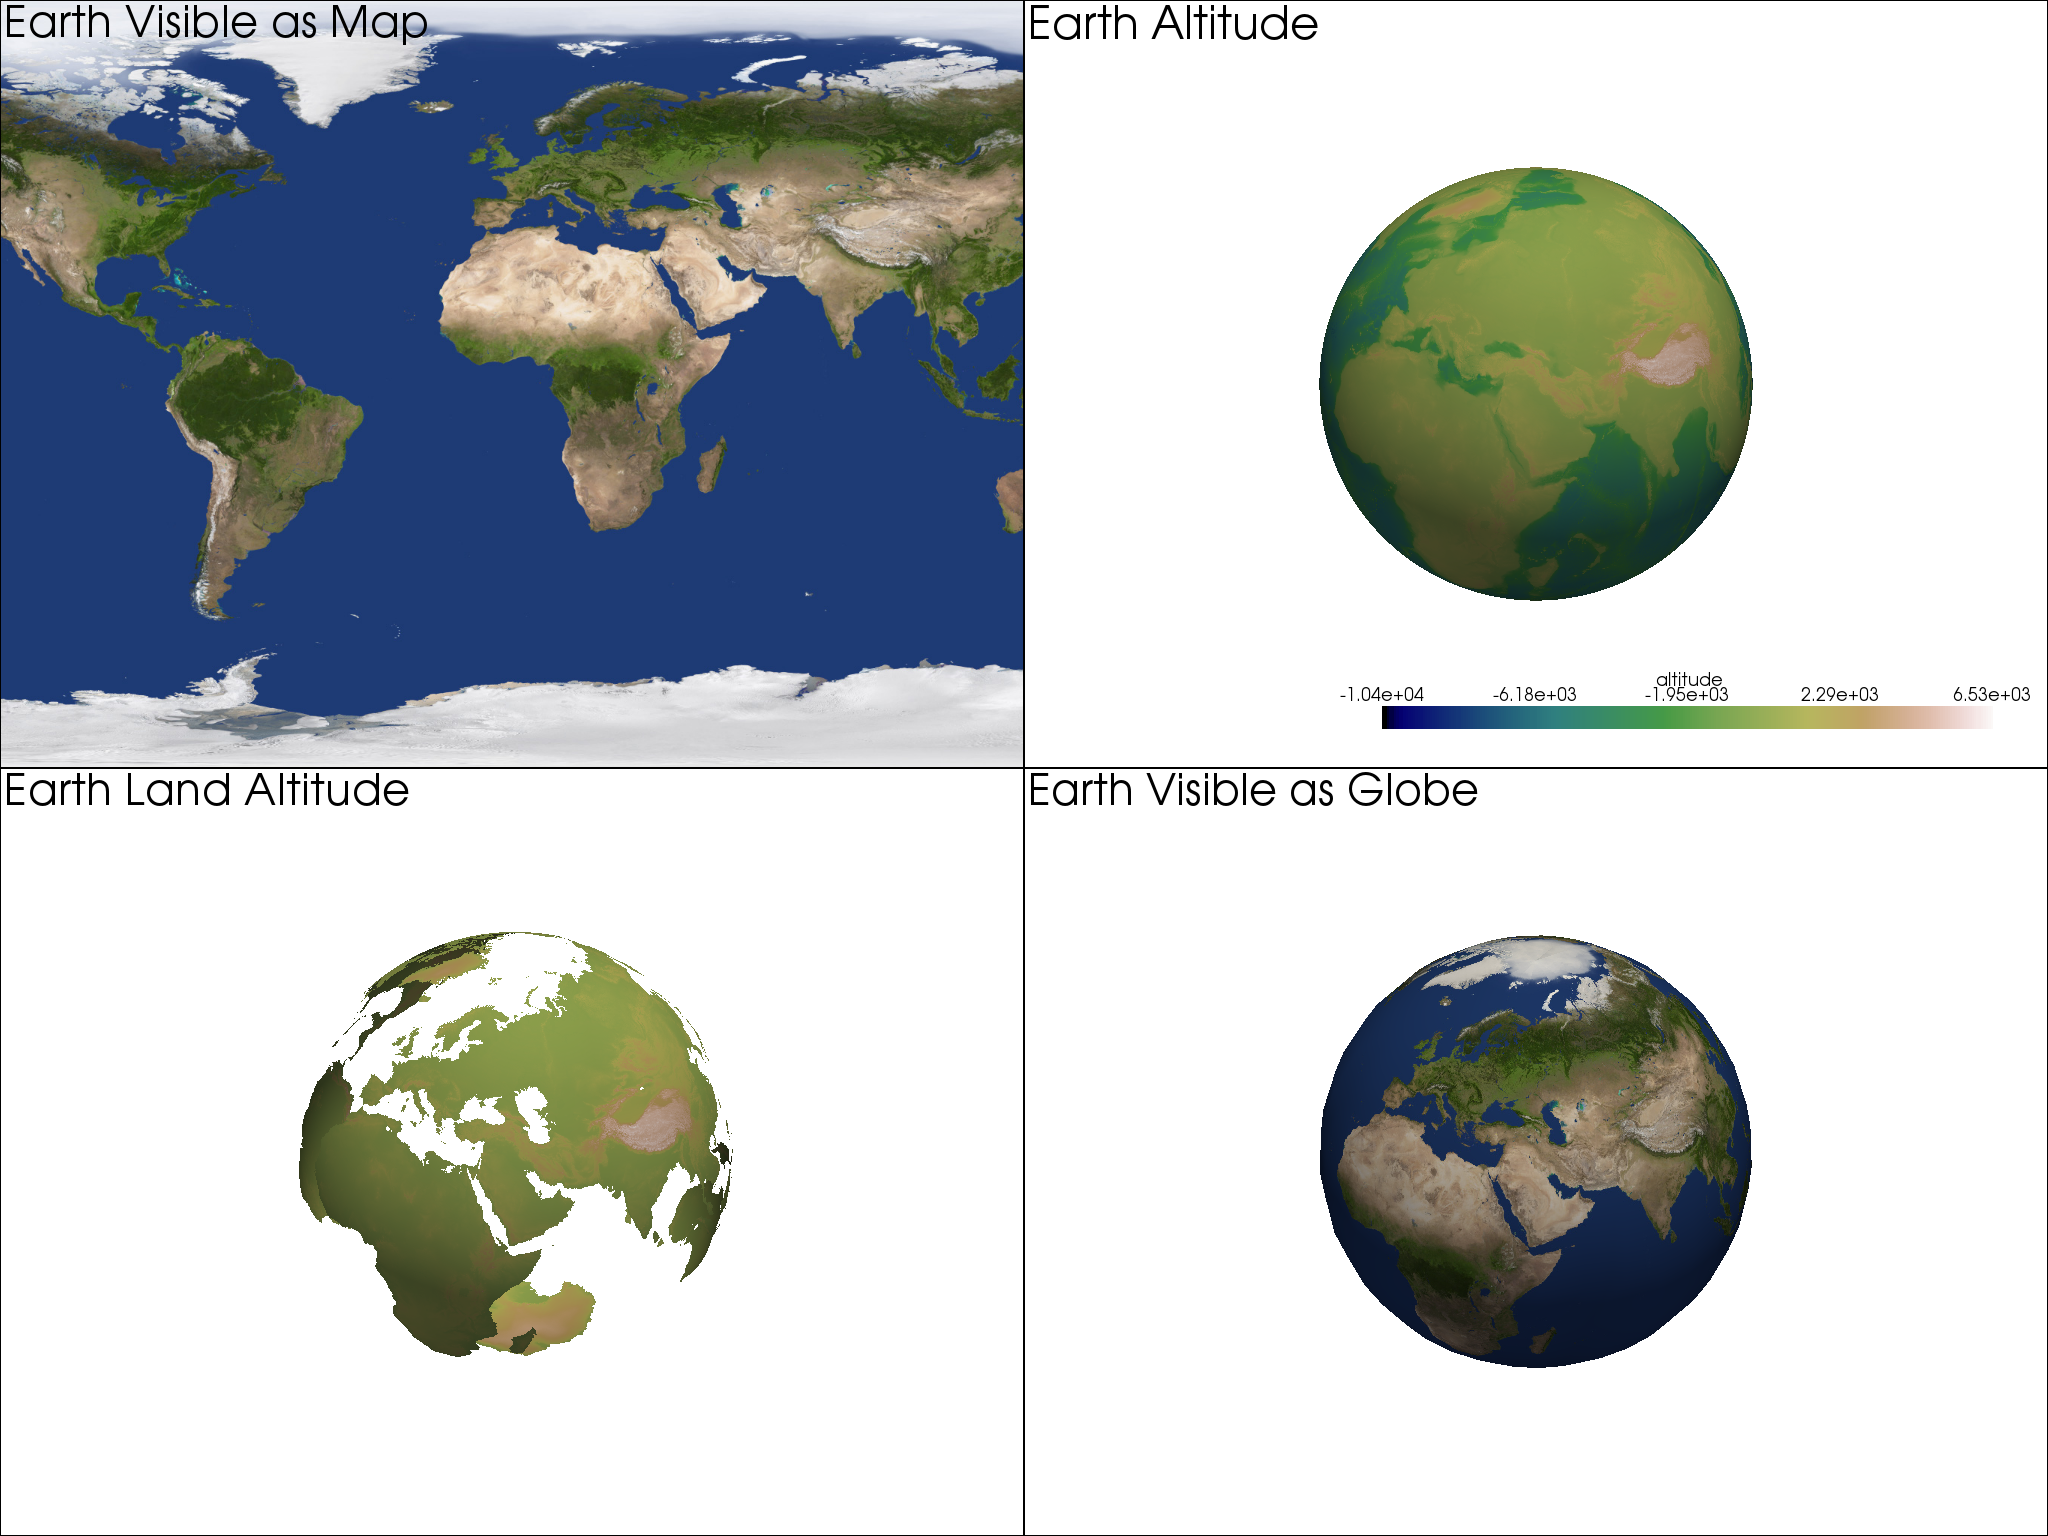 Earth Visible as Map
Earth Altitude
altitude
-1.04e+04 -6.18e+03 -1.95e+03 2.29e+03 6.53e+03
Earth Land Altitude
Earth Visible as Globe